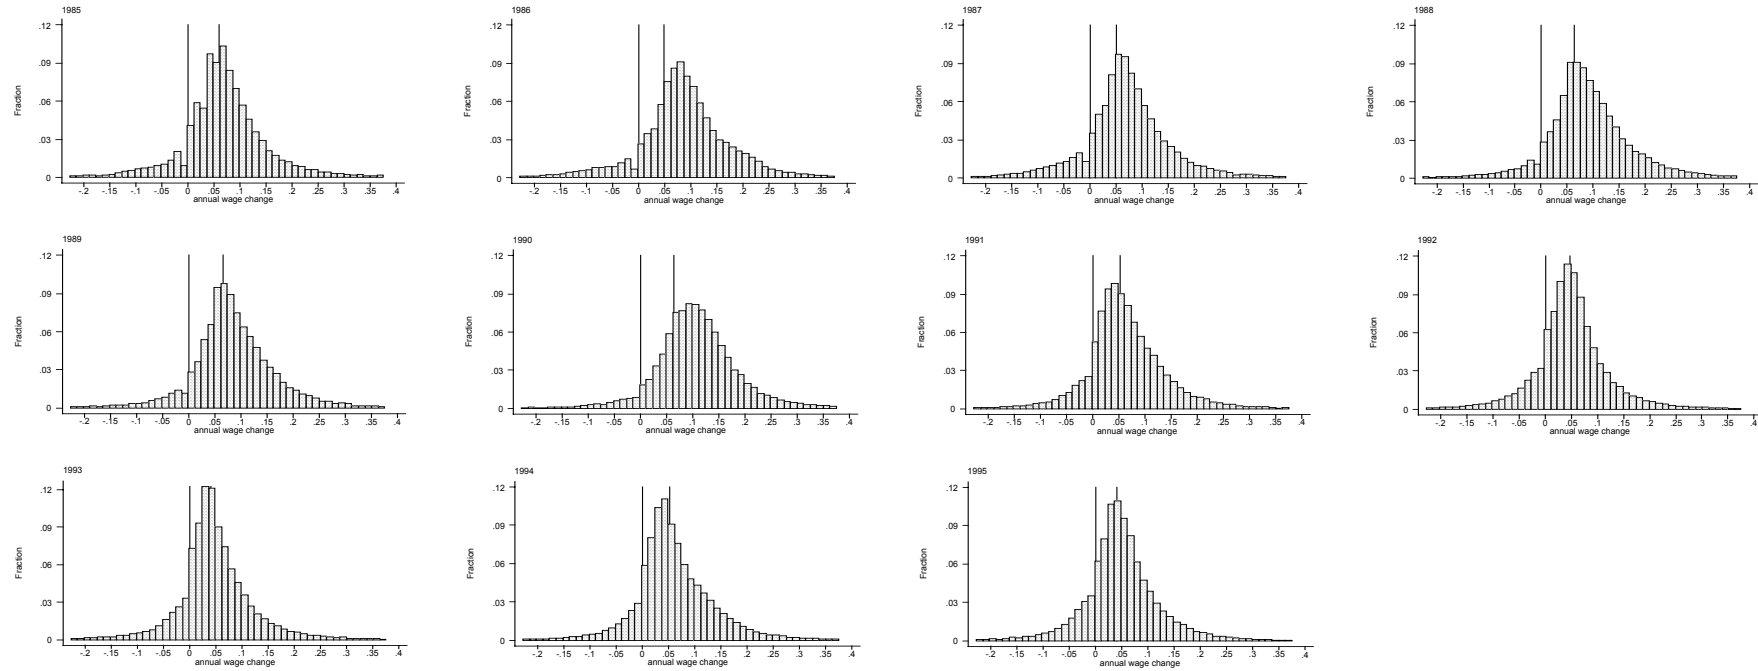 1985
.12
.09
.06
.03
0
Fraction
-.2 -.15 -.1 -.05 0 .05 .1 .15 .2 .25 .3 .35 .4
annual wage change
1986
.12
.09
.06
.03
0
Fraction
-.2 -.15 -.1 -.05 0 .05 .1 .15 .2 .25 .3 .35 .4
annual wage change
1987
.12
.09
.06
.03
0
Fraction
-.2 -.15 -.1 -.05 0 .05 .1 .15 .2 .25 .3 .35 .4
annual wage change
1988
.12
.09
.06
.03
0
Fraction
-.2 -.15 -.1 -.05 0 .05 .1 .15 .2 .25 .3 .35 .4
annual wage change
1989
.12
.09
.06
.03
0
Fraction
-.2 -.15 -.1 -.05 0 .05 .1 .15 .2 .25 .3 .35 .4
annual wage change
1990
.12
.09
.06
.03
0
Fraction
-.2 -.15 -.1 -.05 0 .05 .1 .15 .2 .25 .3 .35 .4
annual wage change
1991
.12
.09
.06
.03
0
Fraction
-.2 -.15 -.1 -.05 0 .05 .1 .15 .2 .25 .3 .35 .4
annual wage change
1992
.12
.09
.06
.03
0
Fraction
-.2 -.15 -.1 -.05 0 .05 .1 .15 .2 .25 .3 .35 .4
annual wage change
1993
.12
.09
.06
.03
0
Fraction
-.2 -.15 -.1 -.05 0 .05 .1 .15 .2 .25 .3 .35 .4
annual wage change
1994
.12
.09
.06
.03
0
Fraction
-.2 -.15 -.1 -.05 0 .05 .1 .15 .2 .25 .3 .35 .4
annual wage change
1995
.12
.09
.06
.03
0
Fraction
-.2 -.15 -.1 -.05 0 .05 .1 .15 .2 .25 .3 .35 .4
annual wage change